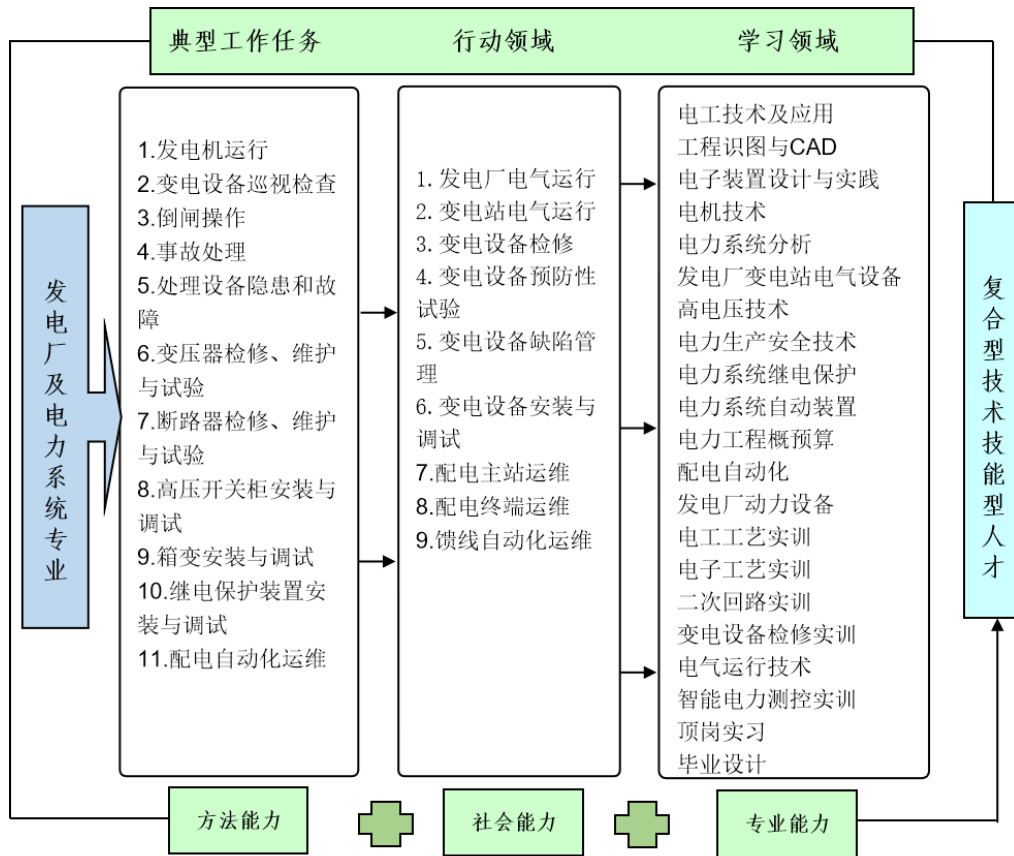 典型工作任务 行动领域 学习领域
发电厂及电力系统专业
1.发电机运行
2.变电设备巡视检查
3.倒闸操作
4.事故处理
5.处理设备隐患和故
障
6.变压器检修、维护
与试验
7.断路器检修、维护
与试验
8.高压开关柜安装与
调试
9.箱变安装与调试
10.继电保护装置安
装与调试
11.配电自动化运维
1. 发电厂电气运行
2. 变电站电气运行
3. 变电设备检修
4. 变电设备预防性
试验
5. 变电设备缺陷管
理
6. 变电设备安装与
调试
7.配电主站运维
8.配电终端运维
9.馈线自动化运维
电工技术及应用
工程识图与CAD
电子装置设计与实践
电机技术
电力系统分析
发电厂变电站电气设备
高电压技术
电力生产安全技术
电力系统继电保护
电力系统自动装置
电力工程概预算
配电自动化
发电厂动力设备
电工工艺实训
电子工艺实训
二次回路实训
变电设备检修实训
电气运行技术
智能电力测控实训
顶岗实习
毕业设计
复合型技术技能型人才
方法能力 社会能力 专业能力